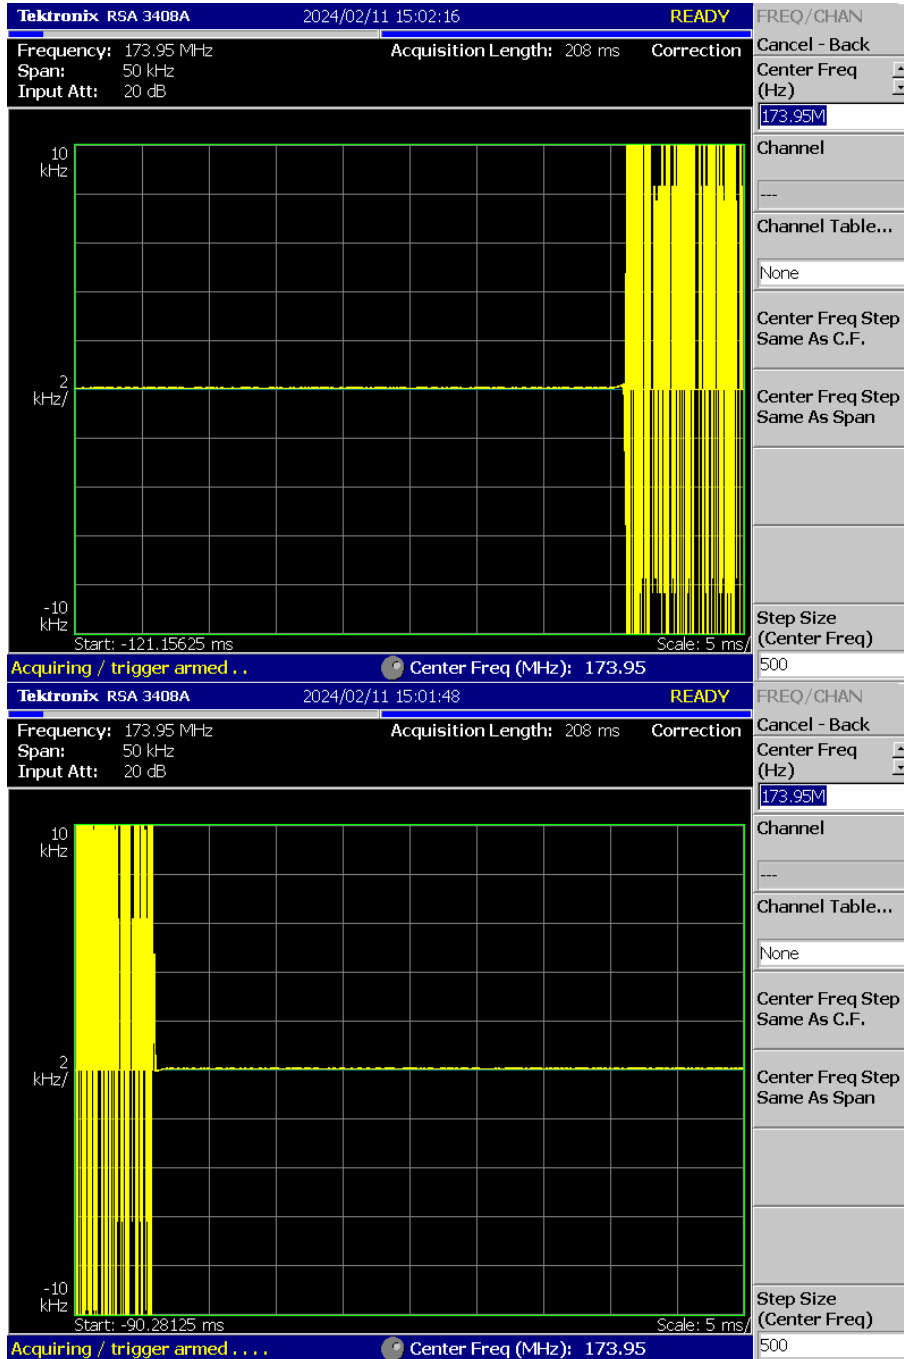 Tektronix RSA 3408A 2024/02/11 15:02:16 READY FREQ/CHAN
Cancel - Back
Frequency: 173.95 MHz Acquisition Length: 208 ms Correction
Span: 50 kHz
Input Att: 20 dB
Center Freq
(Hz)
173.95M
Channel
---
Channel Table...
None
Center Freq Step
Same As C.F.
Center Freq Step
Same As Span
Step Size
(Center Freq)
500
10
kHz
2
kHz/
-10
kHz
Start: -121.15625 ms Scale: 5 ms/
Acquiring / trigger armed . . Center Freq (MHz): 173.95
Tektronix RSA 3408A 2024/02/11 15:01:48 READY FREQ/CHAN
Cancel - Back
Frequency: 173.95 MHz Acquisition Length: 208 ms Correction
Span: 50 kHz
Input Att: 20 dB
Center Freq
(Hz)
173.95M
Channel
---
Channel Table...
None
Center Freq Step
Same As C.F.
Center Freq Step
Same As Span
Step Size
(Center Freq)
500
10
kHz
2
kHz/
-10
kHz
Start: -90.28125 ms Scale: 5 ms/
Acquiring / trigger armed . . . . Center Freq (MHz): 173.95